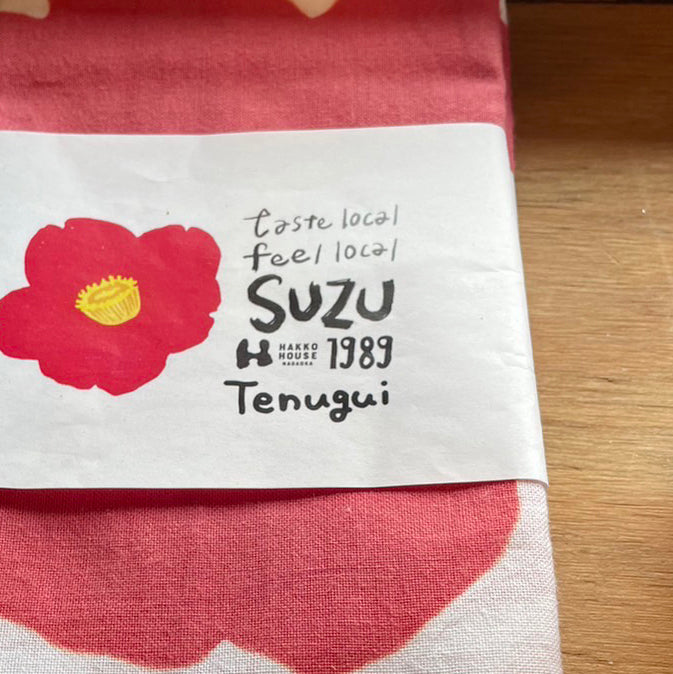 taste local
feel local
SUZU
HAKKO
HOUSE
NAGAOKA
1989
Tenugui